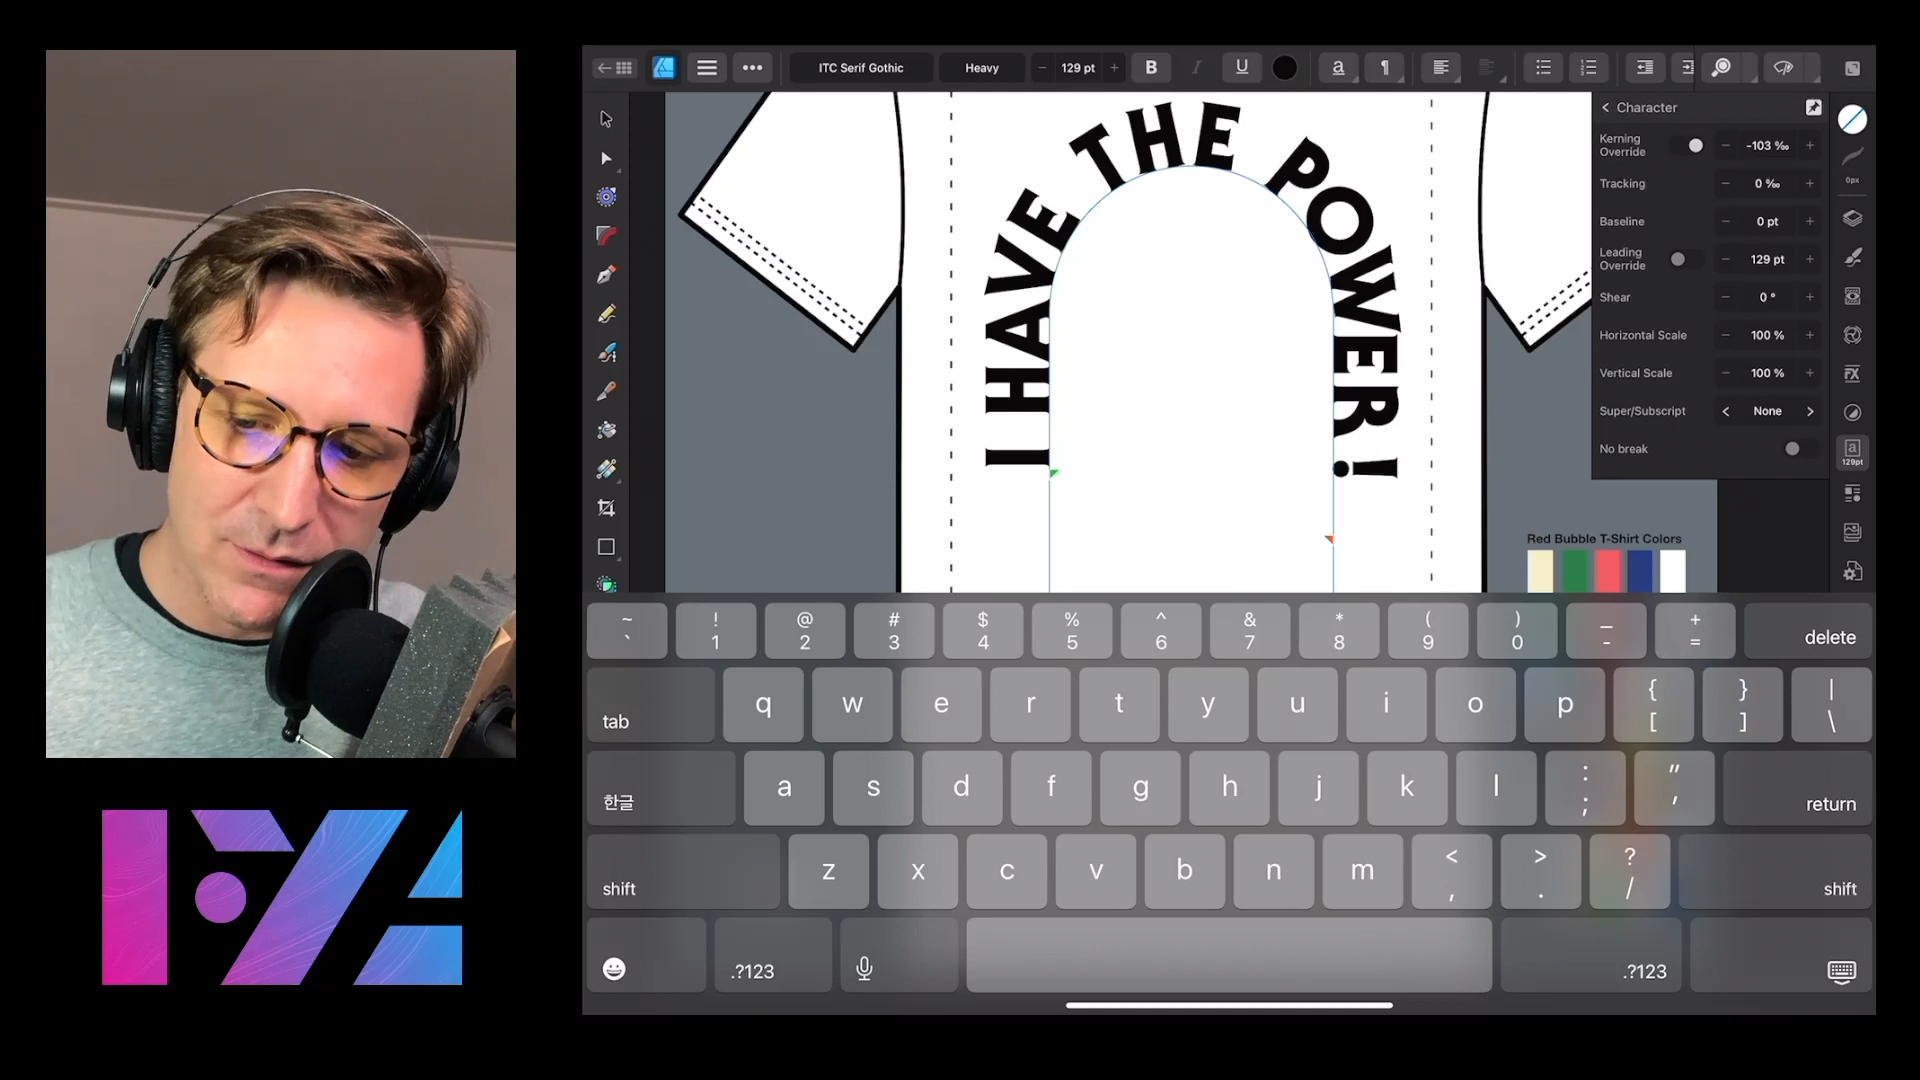 ITC Serif Gothic Heavy 129 pt B I U a ¶
I HAVE THE POWER !
Character
Kerning Override -103 ‰
Tracking 0 ‰
Baseline 0 pt
Leading Override 129 pt
Shear 0 °
Horizontal Scale 100 %
Vertical Scale 100 %
Super/Subscript < None >
No break
0px
FX
a
129pt
Red Bubble T-Shirt Colors
~ ! @ # $ % ^ & * ( ) _ +
` 1 2 3 4 5 6 7 8 9 0 - = delete
tab q w e r t y u i o p { [ } ] | \
한글 a s d f g h j k l : ; " ' return
shift z x c v b n m < , > . ? / shift
.?123 .?123